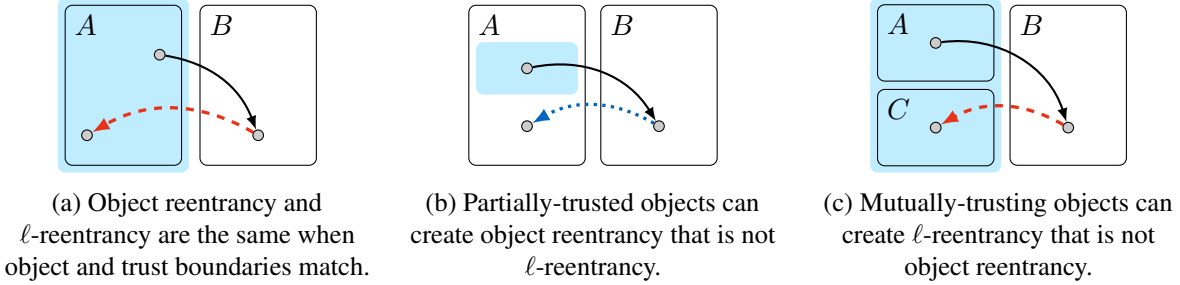 A
B
(a) Object reentrancy and
ℓ-reentrancy are the same when
object and trust boundaries match.
A
B
(b) Partially-trusted objects can
create object reentrancy that is not
ℓ-reentrancy.
A
B
C
(c) Mutually-trusting objects can
create ℓ-reentrancy that is not
object reentrancy.